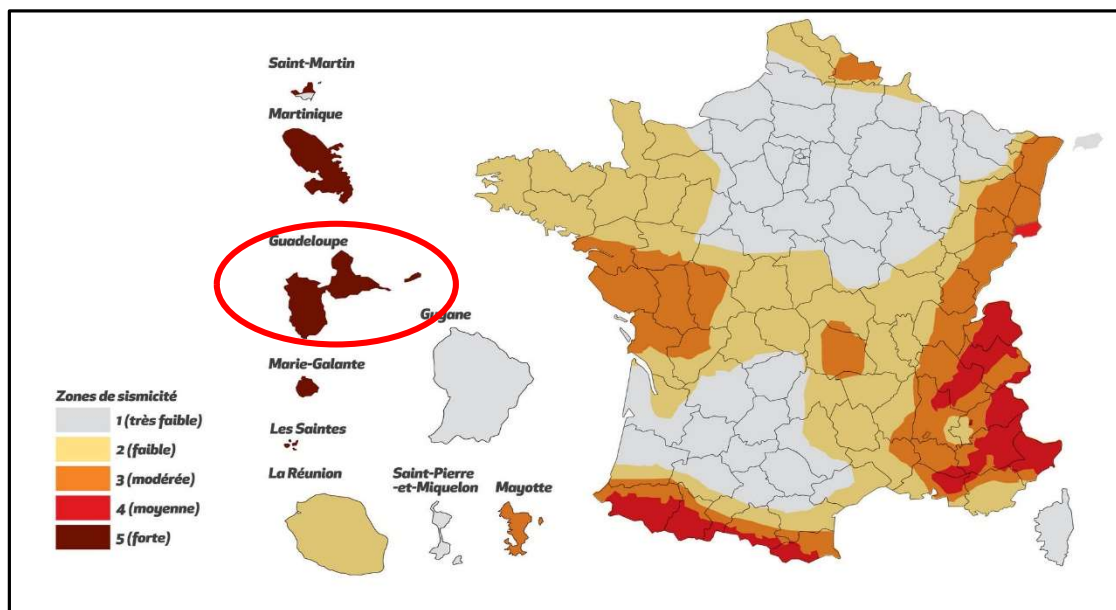 Saint-Martin
Martinique
Guadeloupe
Guyane
Marie-Galante
Les Saintes
La Réunion
Saint-Pierre
-et-Miquelon
Mayotte
Zones de sismicité
1 (très faible)
2 (faible)
3 (modérée)
4 (moyenne)
5 (forte)